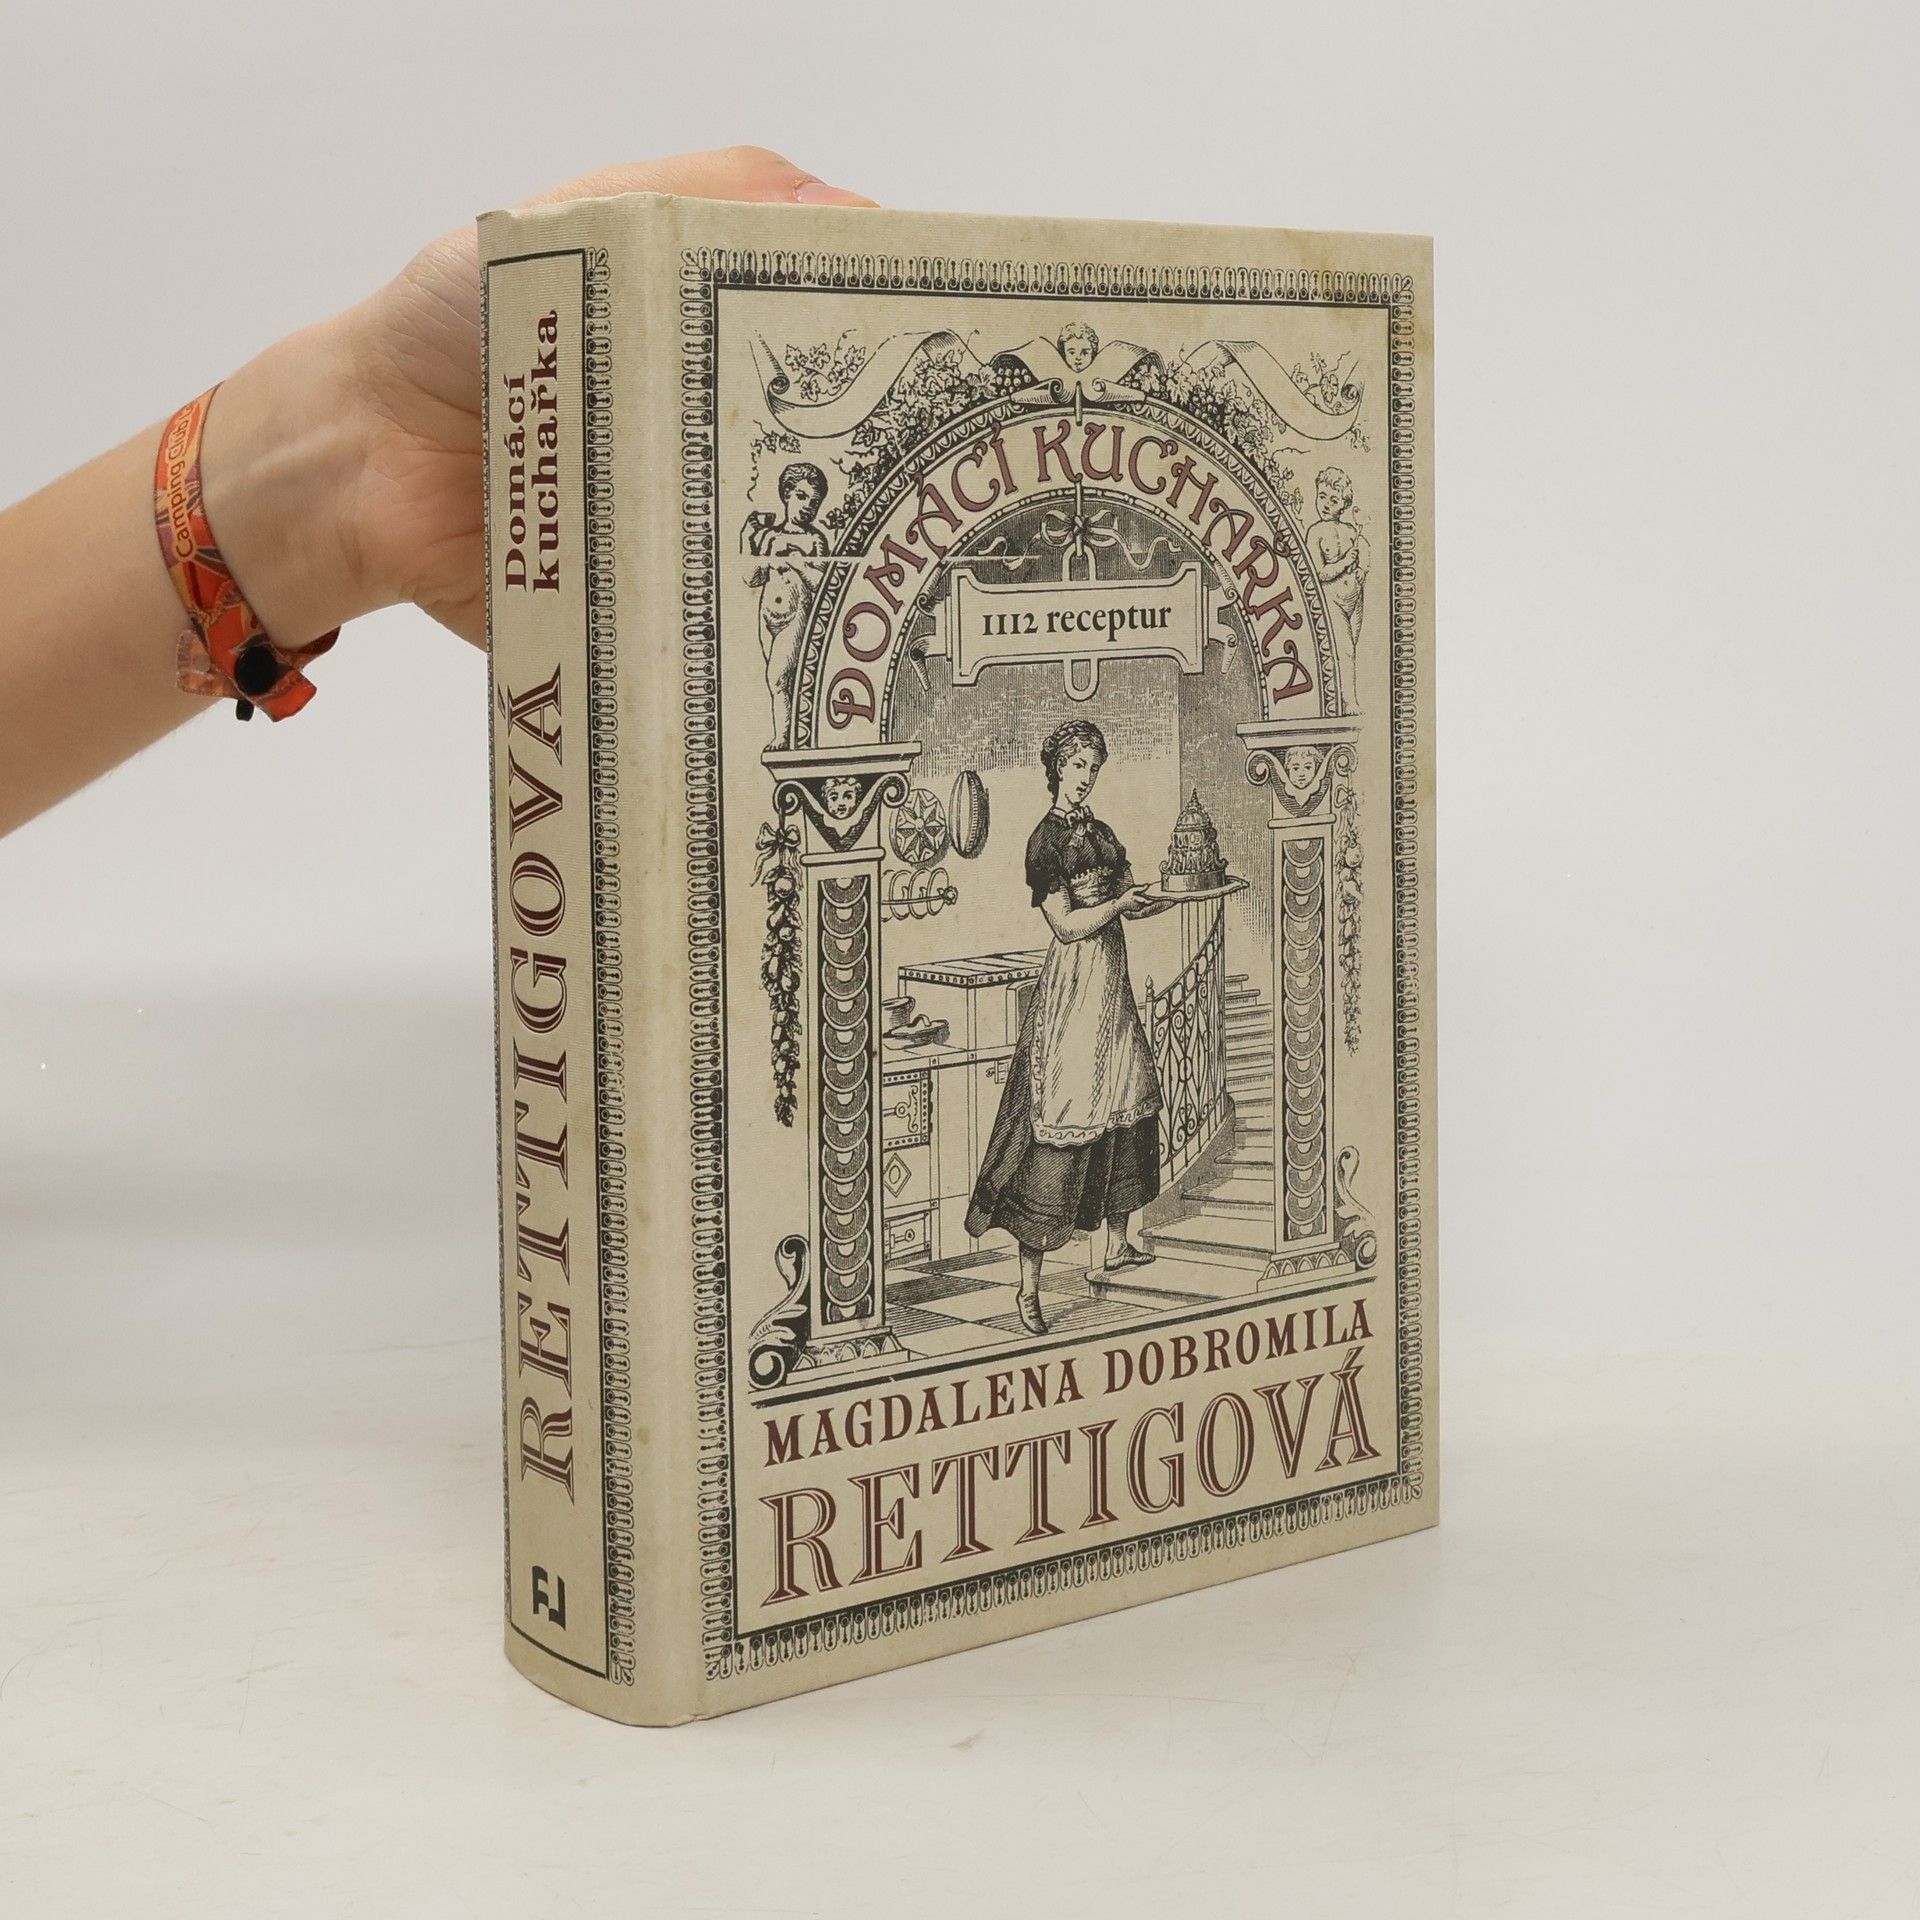 Camping Club
Domácí
kuchařka
RETTIGOVÁ
DOMÁCÍ KUCHAŘKA
1112 receptur
MAGDALENA DOBROMILA
RETTIGOVÁ